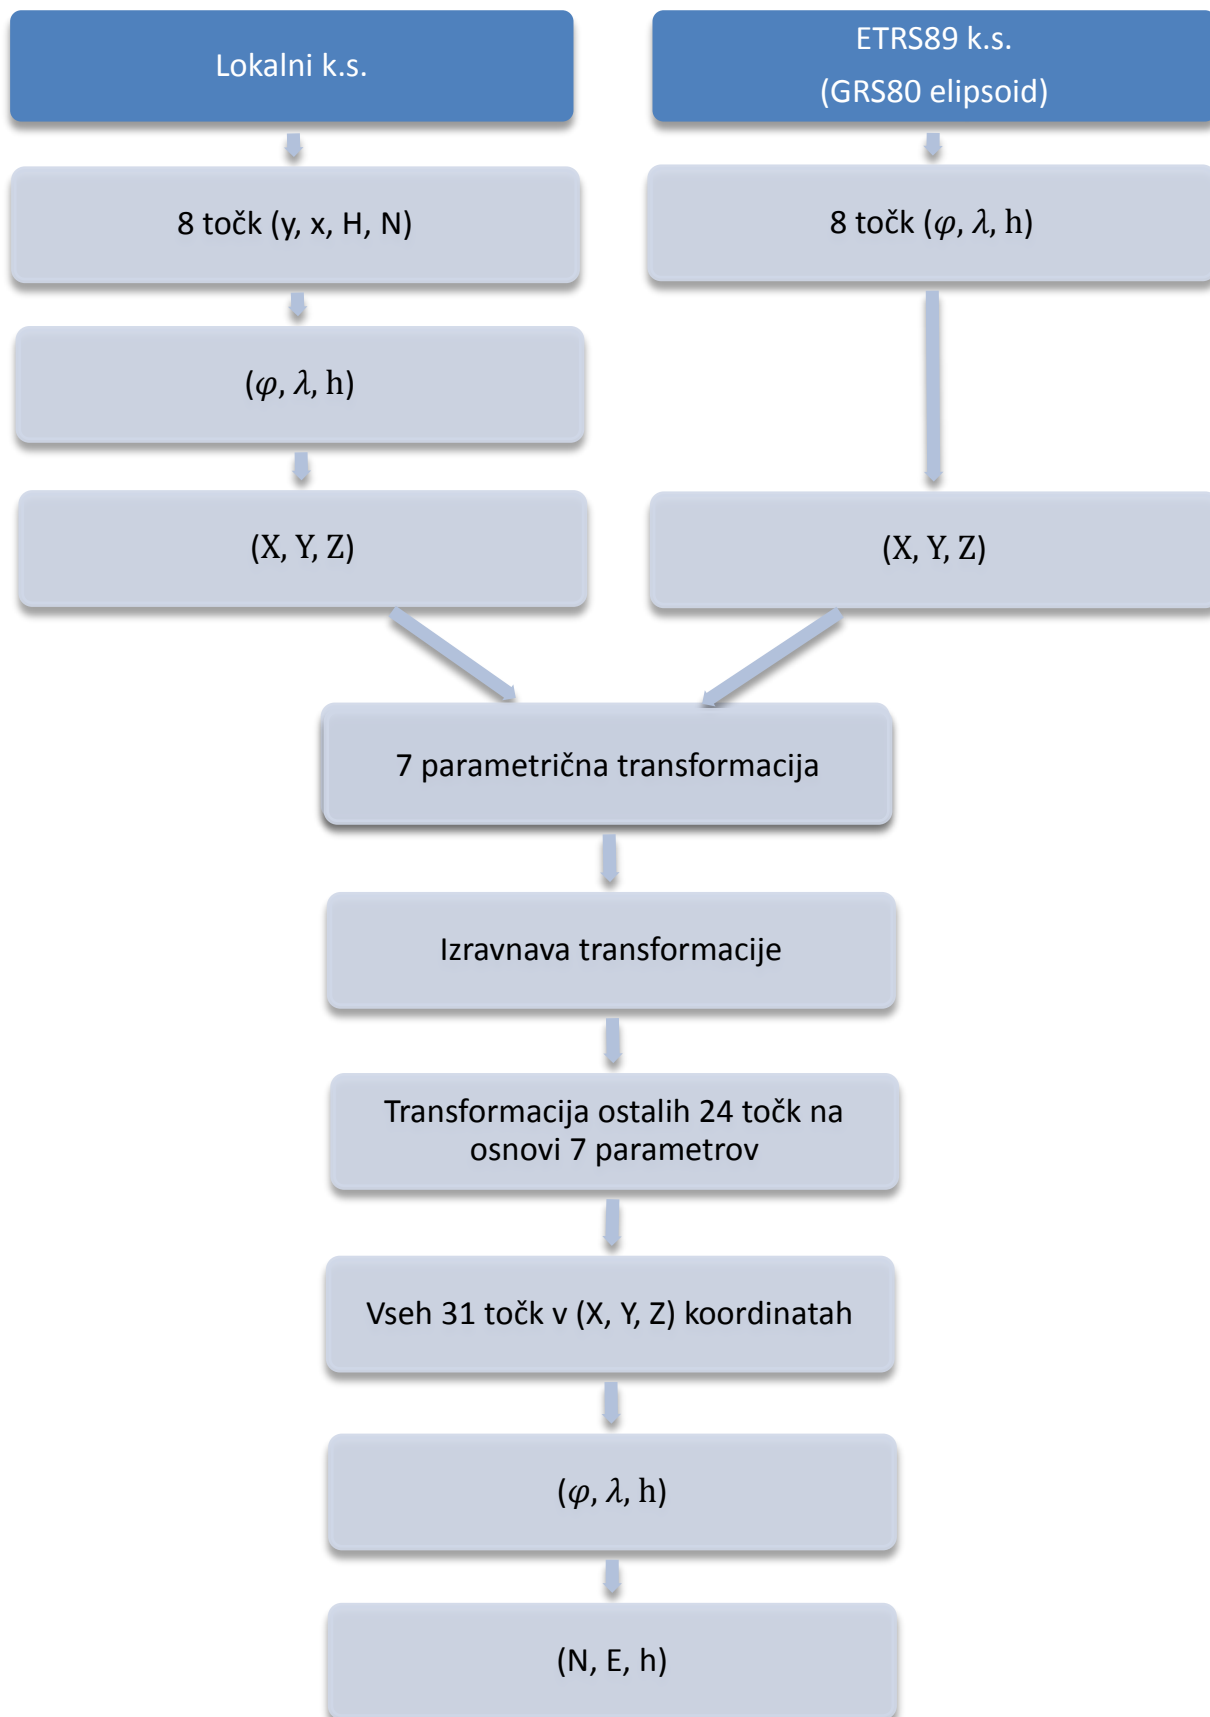 Lokalni k.s.
ETRS89 k.s.
(GRS80 elipsoid)
8 točk (y, x, H, N)
8 točk (φ, λ, h)
(φ, λ, h)
(X, Y, Z)
(X, Y, Z)
7 parametrična transformacija
Izravnava transformacije
Transformacija ostalih 24 točk na
osnovi 7 parametrov
Vseh 31 točk v (X, Y, Z) koordinatah
(φ, λ, h)
(N, E, h)